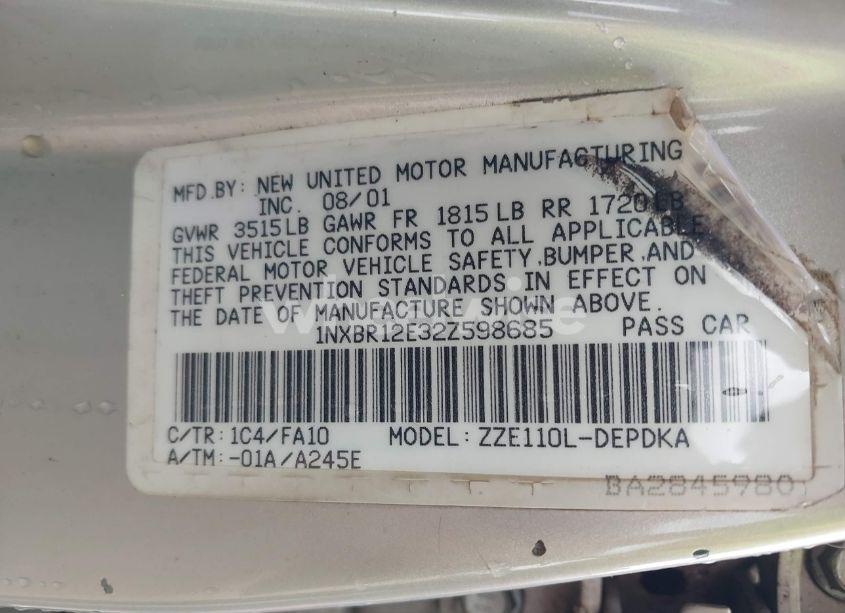 MFD.BY: NEW UNITED MOTOR MANUFACTURING
INC. 08/01
GVWR 3515LB GAWR FR 1815LB RR 1720LB
THIS VEHICLE CONFORMS TO ALL APPLICABLE
FEDERAL MOTOR VEHICLE SAFETY,BUMPER,AND
THEFT PREVENTION STANDARDS IN EFFECT ON
THE DATE OF MANUFACTURE SHOWN ABOVE.
1NXBR12E32Z598685 PASS CAR
C/TR: 1C4/FA10 MODEL: ZZE110L-DEPDKA
A/TM: -01A/A245E
BA2845980